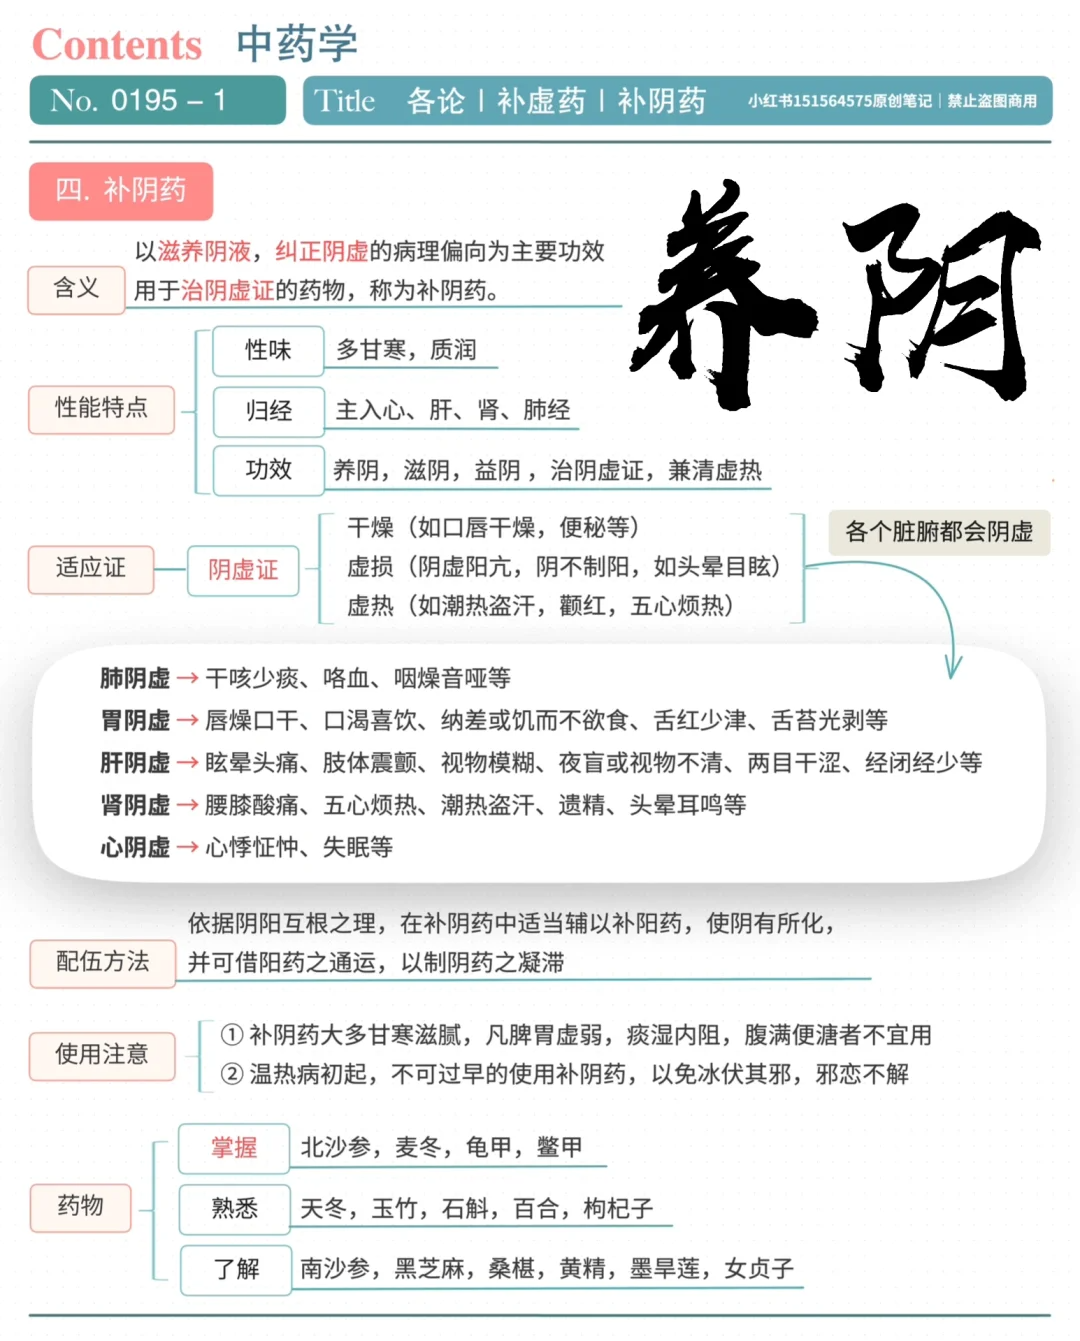 Contents 中药学
No. 0195 – 1
Title 各论丨补虚药丨补阴药 小红书151564575原创笔记｜禁止盗图商用
四. 补阴药
养阴
含义
以滋养阴液，纠正阴虚的病理偏向为主要功效
用于治阴虚证的药物，称为补阴药。
性能特点
性味 多甘寒，质润
归经 主入心、肝、肾、肺经
功效 养阴，滋阴，益阴，治阴虚证，兼清虚热
适应证
阴虚证
干燥（如口唇干燥，便秘等）
虚损（阴虚阳亢，阴不制阳，如头晕目眩）
虚热（如潮热盗汗，颧红，五心烦热）
各个脏腑都会阴虚
肺阴虚→干咳少痰、咯血、咽燥音哑等
胃阴虚→唇燥口干、口渴喜饮、纳差或饥而不欲食、舌红少津、舌苔光剥等
肝阴虚→眩晕头痛、肢体震颤、视物模糊、夜盲或视物不清、两目干涩、经闭经少等
肾阴虚→腰膝酸痛、五心烦热、潮热盗汗、遗精、头晕耳鸣等
心阴虚→心悸怔忡、失眠等
配伍方法
依据阴阳互根之理，在补阴药中适当辅以补阳药，使阴有所化，
并可借阳药之通运，以制阴药之凝滞
使用注意
① 补阴药大多甘寒滋腻，凡脾胃虚弱，痰湿内阻，腹满便溏者不宜用
② 温热病初起，不可过早的使用补阴药，以免冰伏其邪，邪恋不解
药物
掌握 北沙参，麦冬，龟甲，鳖甲
熟悉 天冬，玉竹，石斛，百合，枸杞子
了解 南沙参，黑芝麻，桑椹，黄精，墨旱莲，女贞子